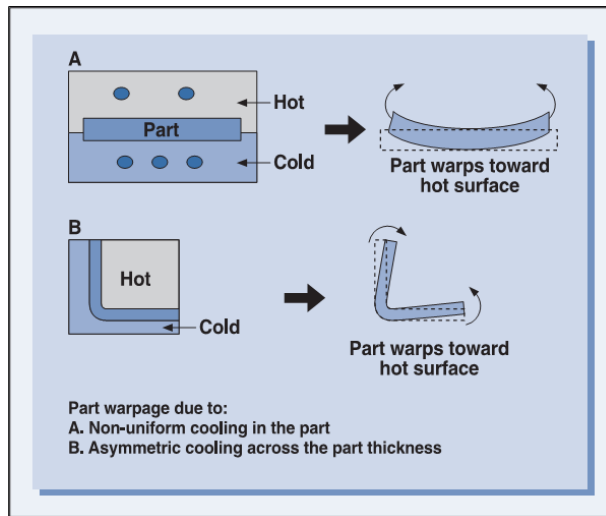 A
Hot
Part
Cold
Part warps toward
hot surface
B
Hot
Cold
Part warps toward
hot surface
Part warpage due to:
A. Non-uniform cooling in the part
B. Asymmetric cooling across the part thickness